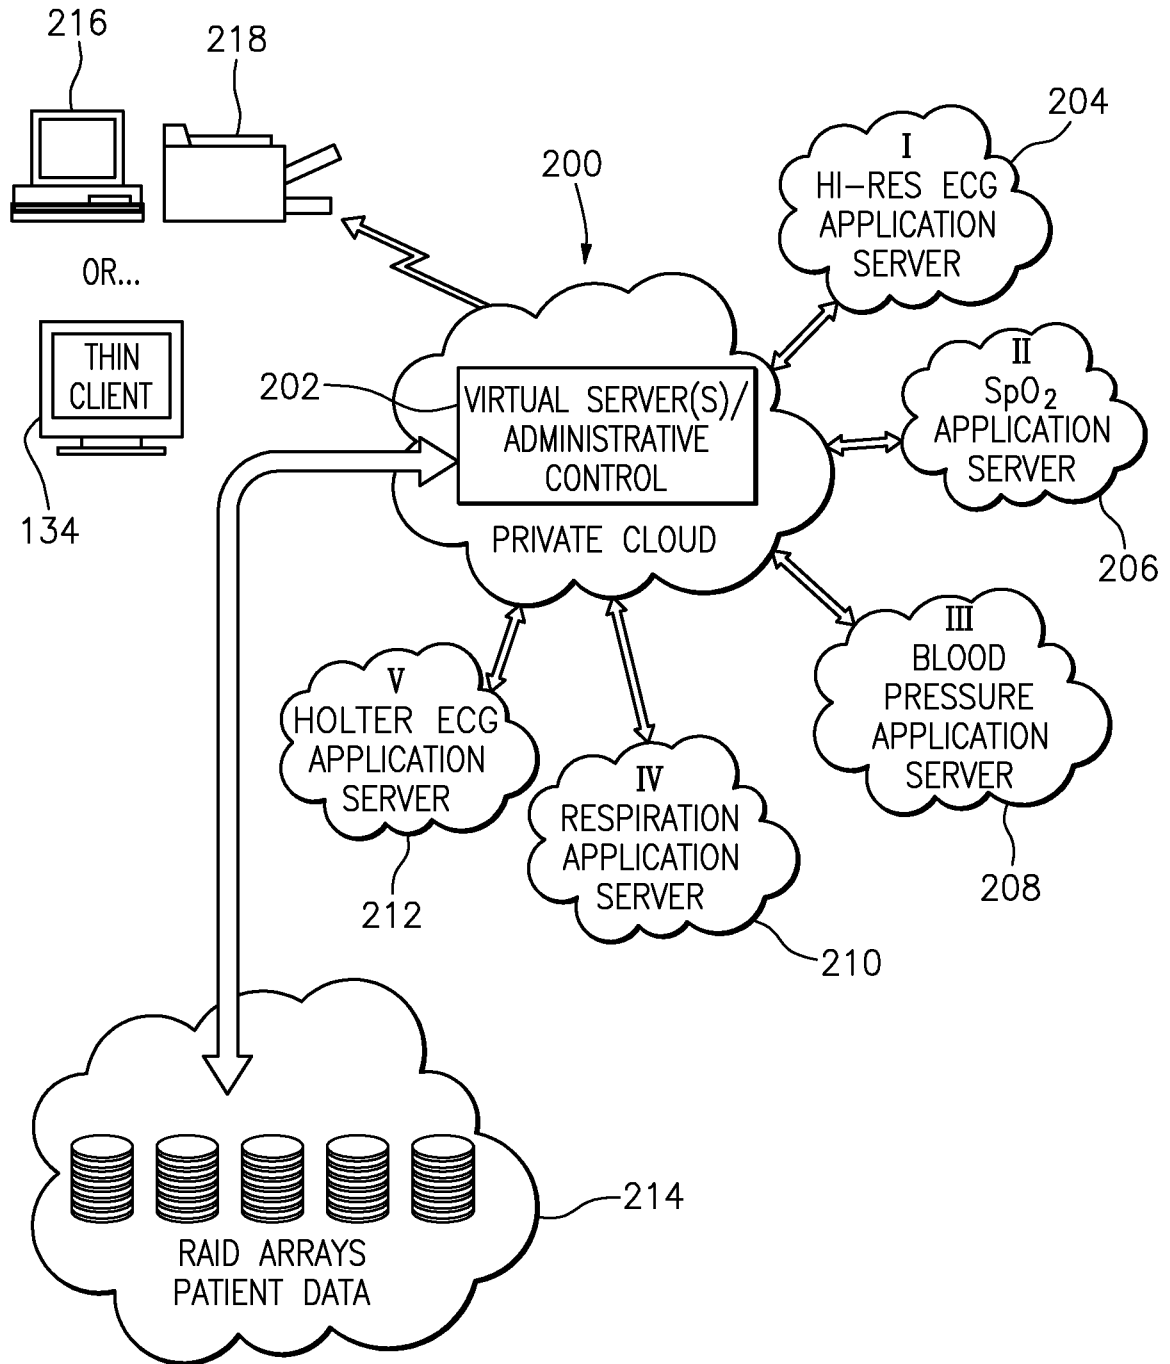 216
218
204
200
I
HI-RES ECG
APPLICATION
SERVER
OR...
THIN
CLIENT
202
VIRTUAL SERVER(S)/
ADMINISTRATIVE
CONTROL
PRIVATE CLOUD
II
SpO2
APPLICATION
SERVER
134
206
III
BLOOD
PRESSURE
APPLICATION
SERVER
V
HOLTER ECG
APPLICATION
SERVER
IV
RESPIRATION
APPLICATION
SERVER
208
212
210
214
RAID ARRAYS
PATIENT DATA